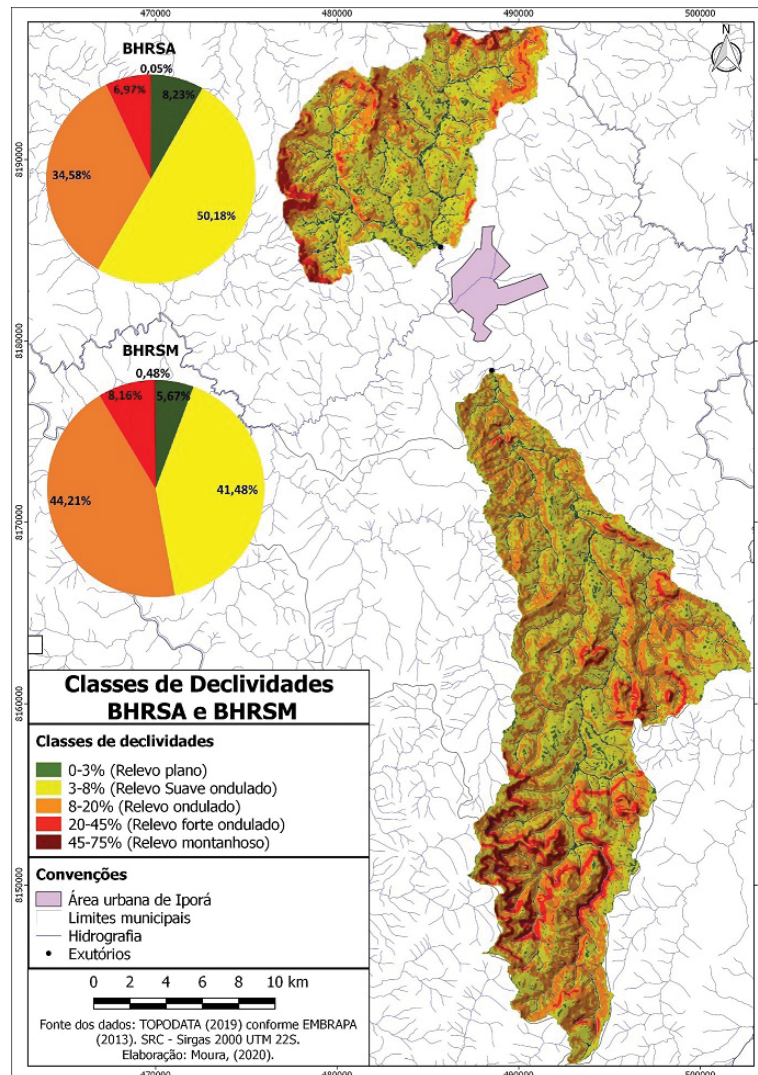 470000 480000 490000 500000
BHRSA
0,05%
6,97%
8,23%
34,58%
50,18%
N
8190000
8180000
BHRSM
0,48%
8,16%
5,67%
44,21%
41,48%
8170000
Classes de Declividades
BHRSA e BHRSM
8160000
Classes de declividades
0-3% (Relevo plano)
3-8% (Relevo Suave ondulado)
8-20% (Relevo ondulado)
20-45% (Relevo forte ondulado)
45-75% (Relevo montanhoso)
Convenções
8150000
Área urbana de Iporá
Limites municipais
Hidrografia
Exutórios
0 2 4 6 8 10 km
Fonte dos dados: TOPODATA (2019) conforme EMBRAPA
(2013). SRC - Sirgas 2000 UTM 22S.
Elaboração: Moura, (2020).
470000 480000 490000 500000